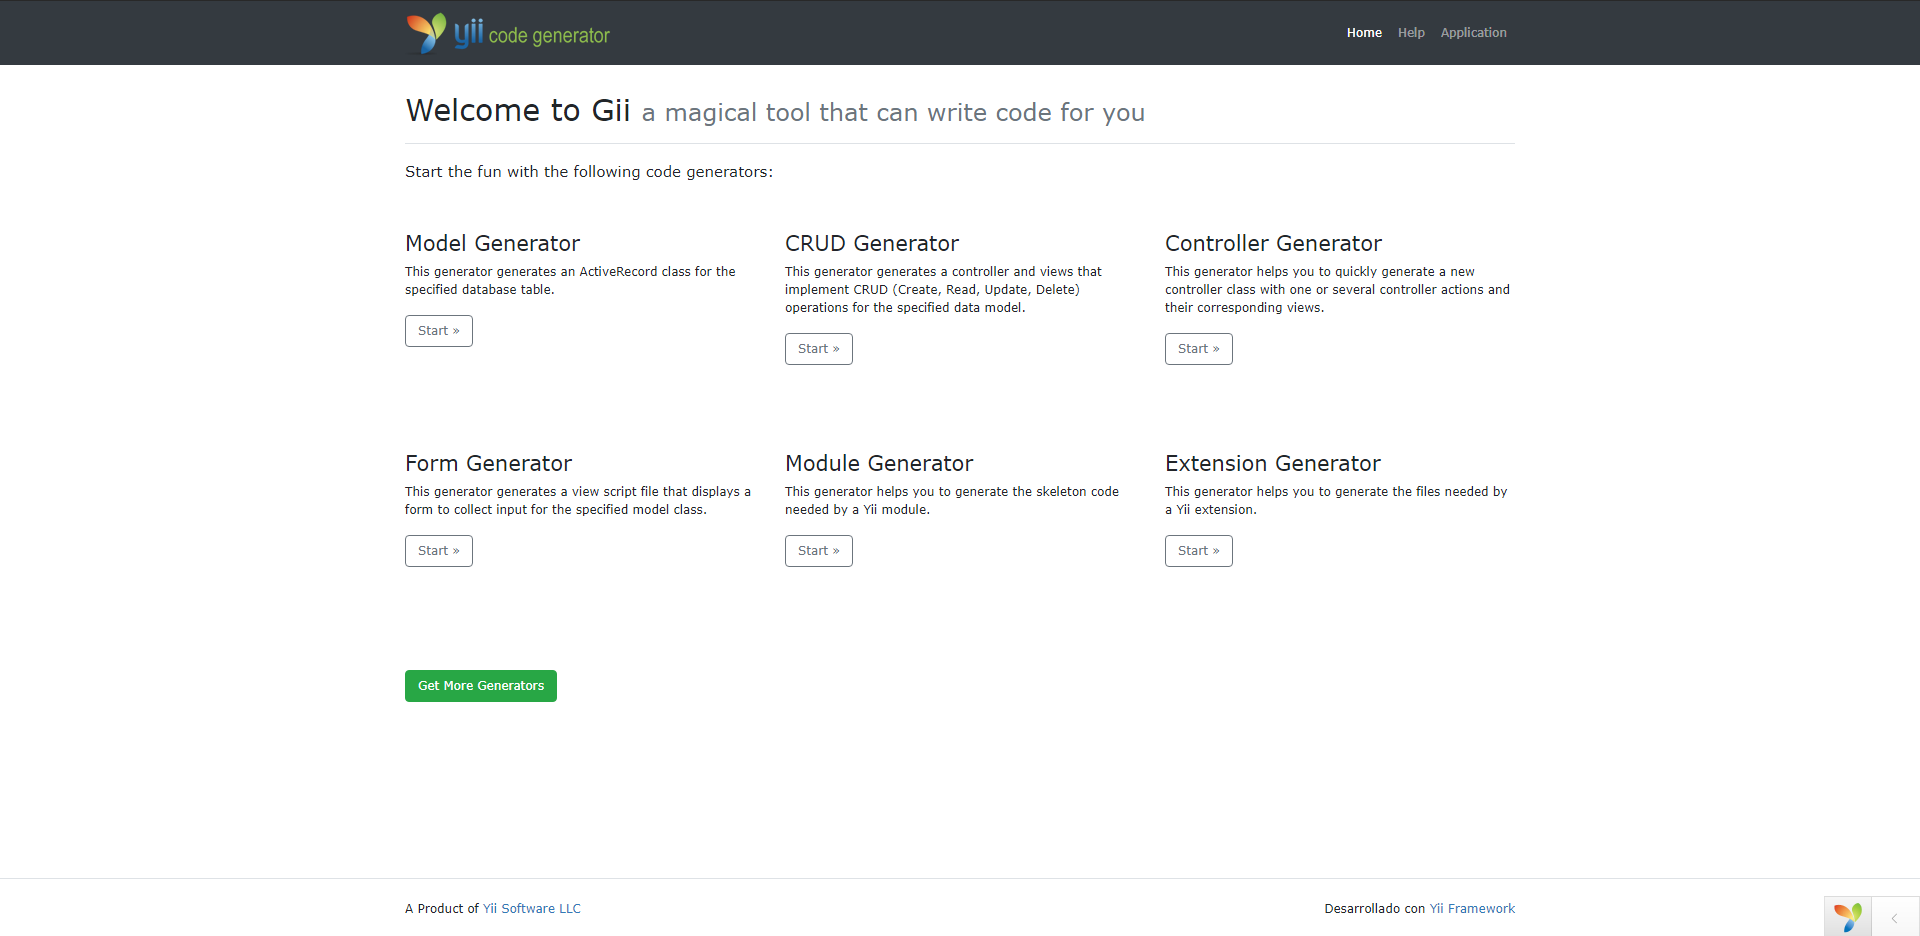 yii code generator
Home Help Application
Welcome to Gii a magical tool that can write code for you
Start the fun with the following code generators:
Model Generator
This generator generates an ActiveRecord class for the
specified database table.
Start »
CRUD Generator
This generator generates a controller and views that
implement CRUD (Create, Read, Update, Delete)
operations for the specified data model.
Start »
Controller Generator
This generator helps you to quickly generate a new
controller class with one or several controller actions and
their corresponding views.
Start »
Form Generator
This generator generates a view script file that displays a
form to collect input for the specified model class.
Start »
Module Generator
This generator helps you to generate the skeleton code
needed by a Yii module.
Start »
Extension Generator
This generator helps you to generate the files needed by
a Yii extension.
Start »
Get More Generators
A Product of Yii Software LLC
Desarrollado con Yii Framework